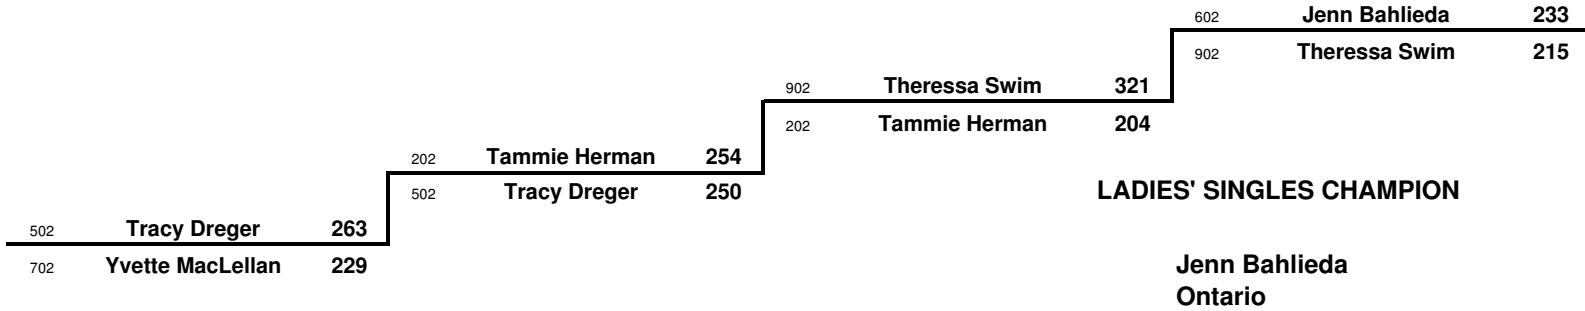 602 Jenn Bahlieda 233
902 Theressa Swim 215
902 Theressa Swim 321
202 Tammie Herman 204
202 Tammie Herman 254
502 Tracy Dreger 250
LADIES' SINGLES CHAMPION
502 Tracy Dreger 263
702 Yvette MacLellan 229
Jenn Bahlieda
Ontario